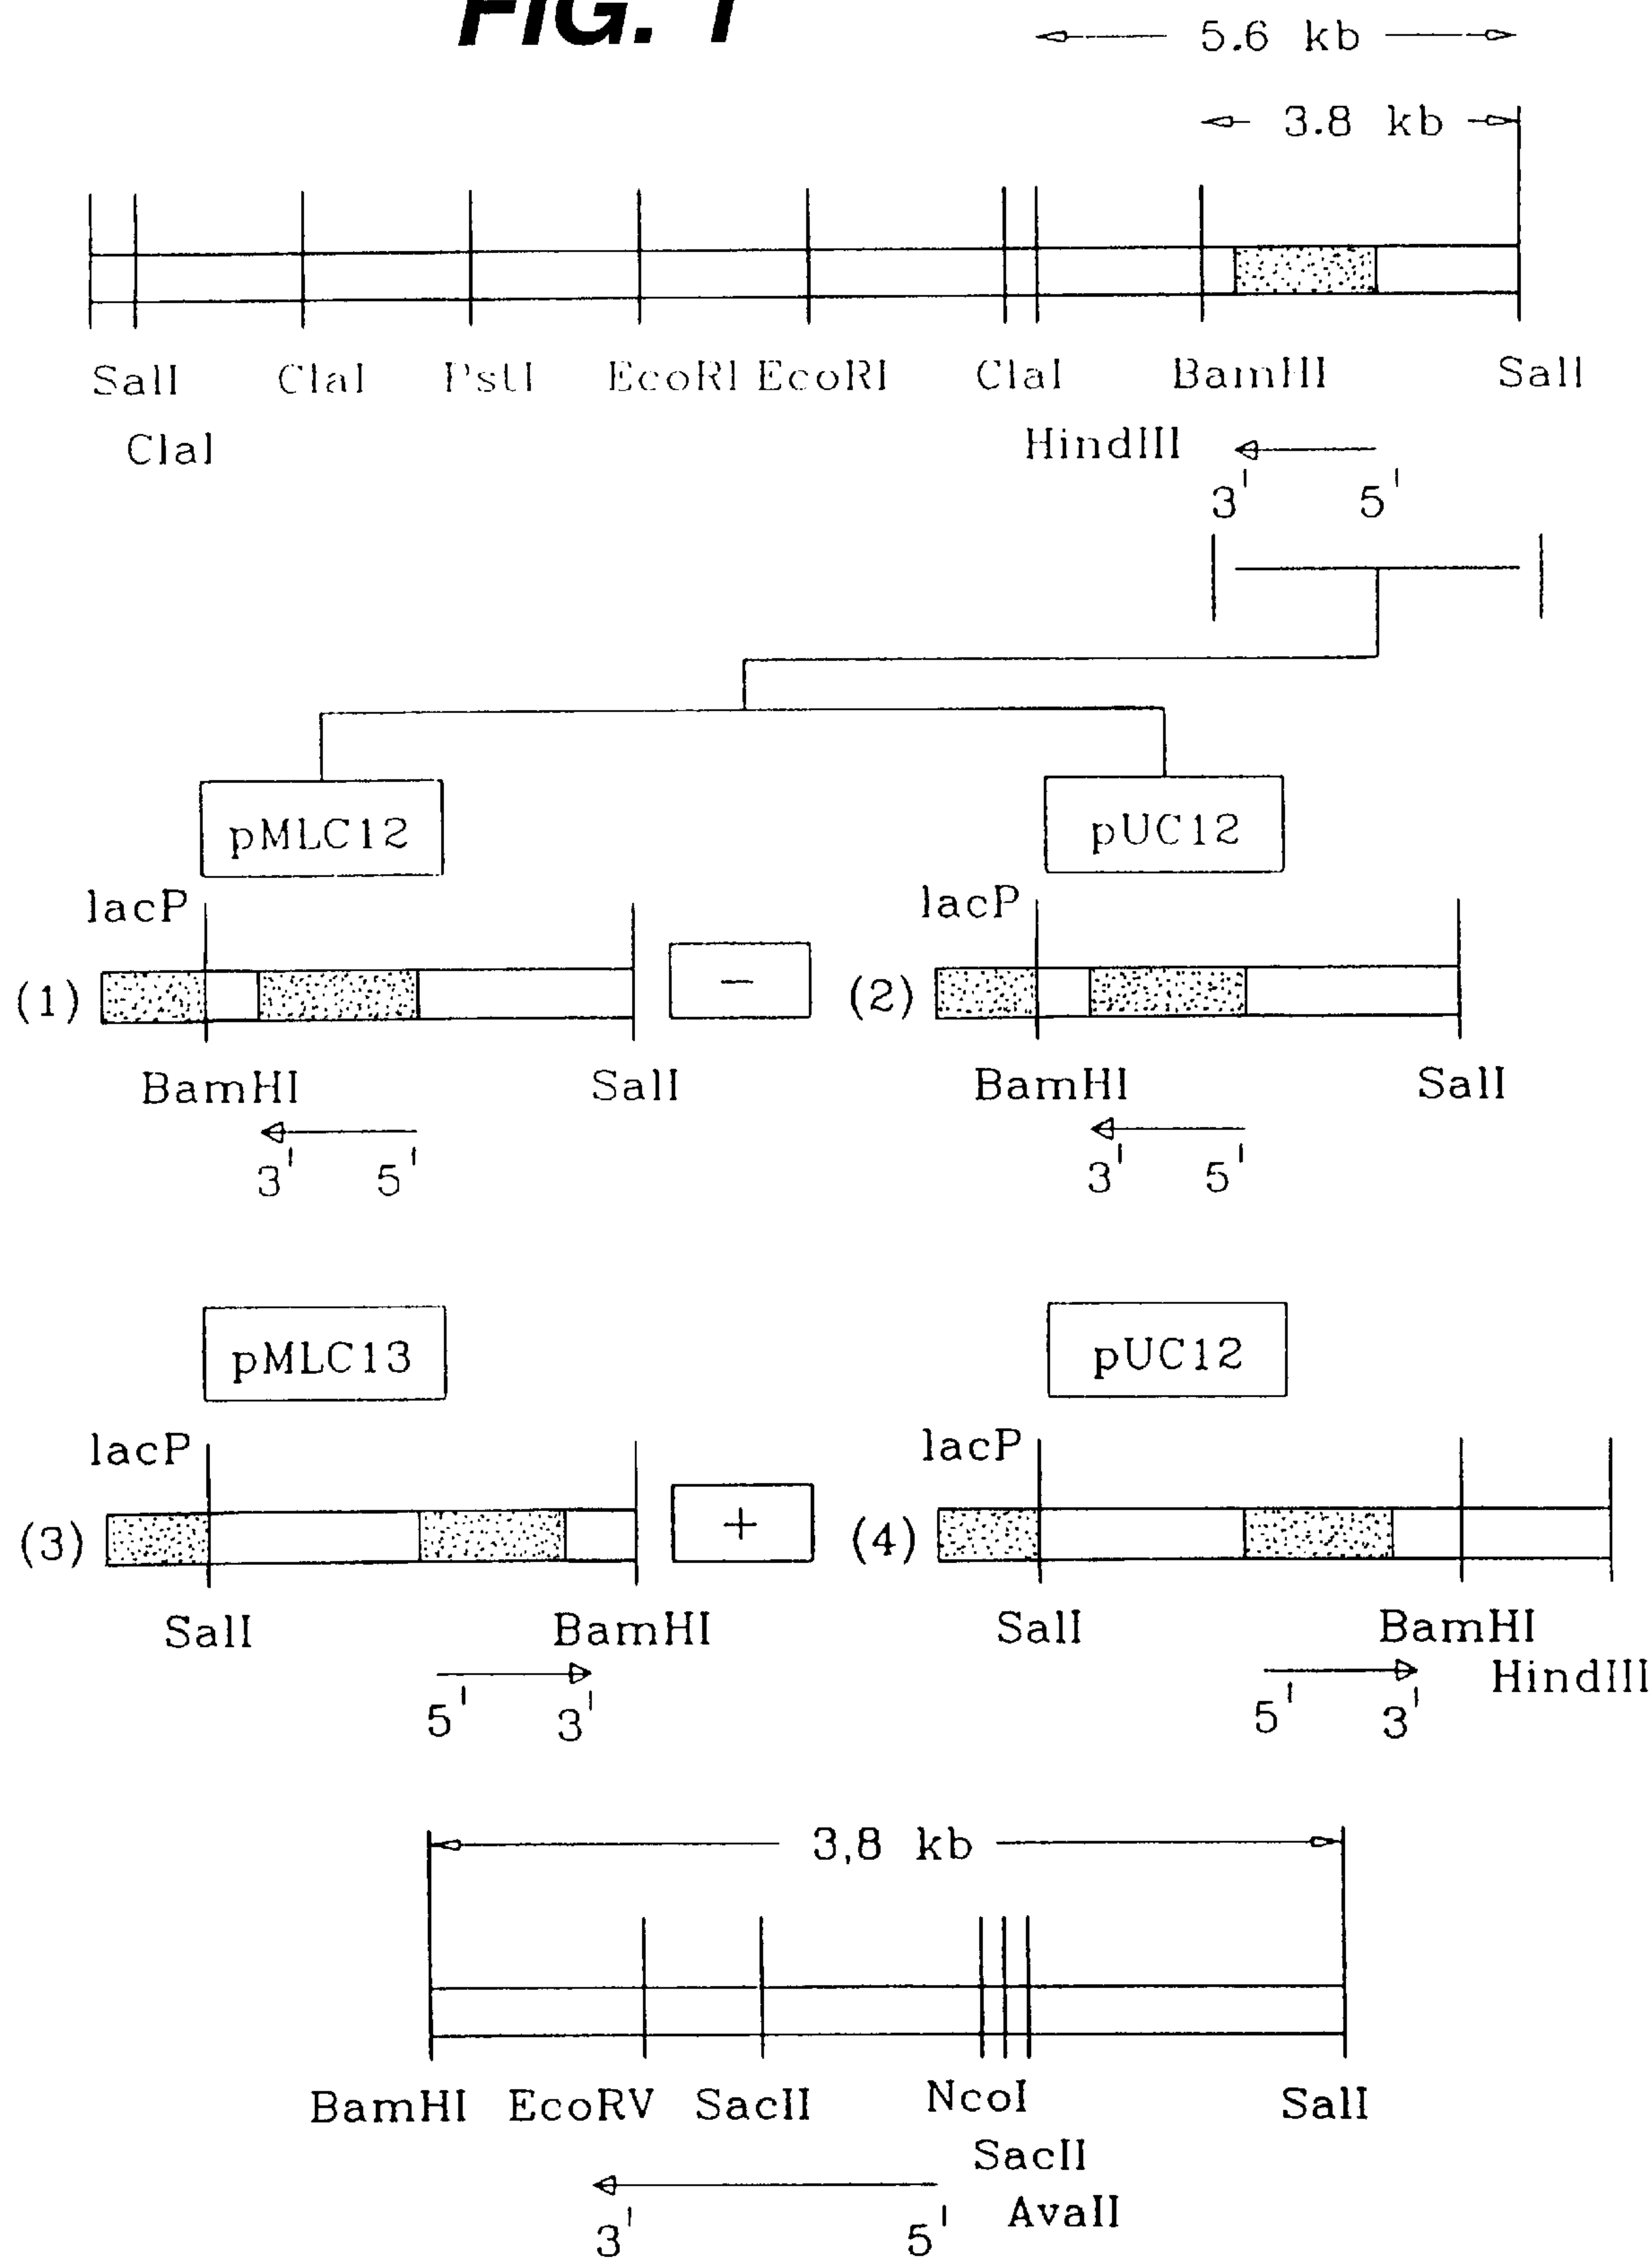 FIG. 1
5.6 kb
3.8 kb
SalI ClaI PstI EcoRI EcoRI ClaI BamHI SalI
ClaI HindIII
3' 5'
pMLC12 pUC12
lacP lacP
(1) − (2)
BamHI SalI BamHI SalI
3' 5' 3' 5'
pMLC13 pUC12
lacP lacP
(3) + (4)
SalI BamHI SalI BamHI
HindIII
5' 3' 5' 3'
3,8 kb
BamHI EcoRV SacII NcoI SalI
SacII
AvaII
3' 5'